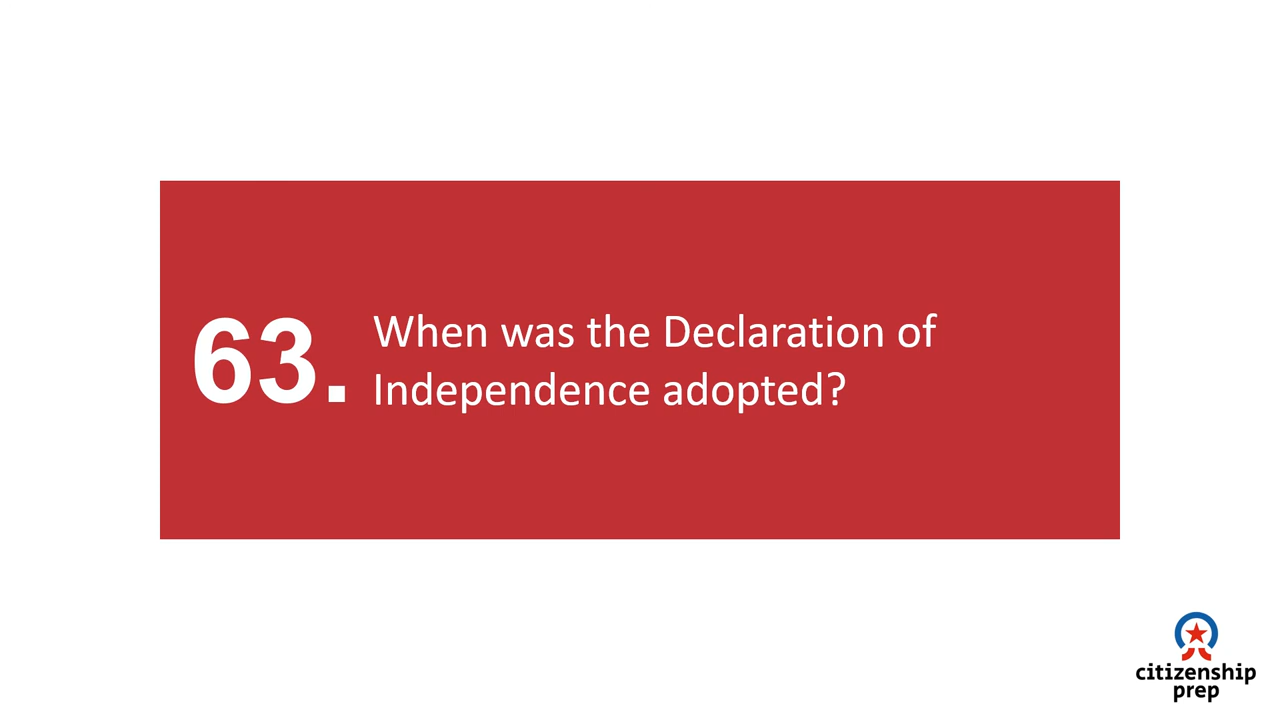 63.
When was the Declaration of
Independence adopted?
citizenship
prep